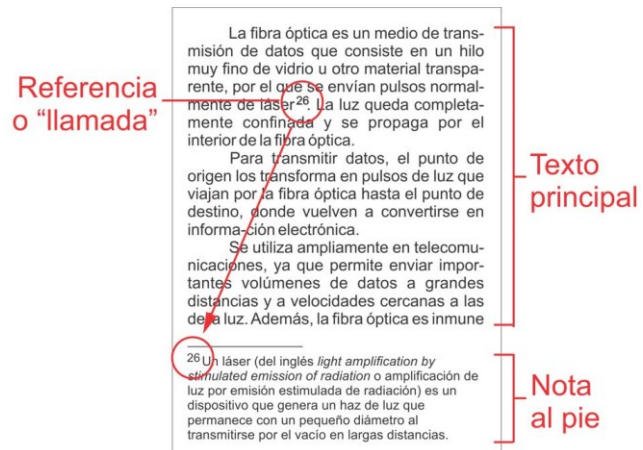 La fibra óptica es un medio de trans-
misión de datos que consiste en un hilo
muy fino de vidrio u otro material transpa-
rente, por el que se envían pulsos normal-
mente de láser26. La luz queda completa-
mente confinada y se propaga por el
interior de la fibra óptica.
Para transmitir datos, el punto de
origen los transforma en pulsos de luz que
viajan por la fibra óptica hasta el punto de
destino, donde vuelven a convertirse en
informa-ción electrónica.
Se utiliza ampliamente en telecomu-
nicaciones, ya que permite enviar impor-
tantes volúmenes de datos a grandes
distancias y a velocidades cercanas a las
de la luz. Además, la fibra óptica es inmune
26 Un láser (del inglés light amplification by
stimulated emission of radiation o amplificación de
luz por emisión estimulada de radiación) es un
dispositivo que genera un haz de luz que
permanece con un pequeño diámetro al
transmitirse por el vacío en largas distancias.
Referencia
o “llamada”
Texto
principal
Nota
al pie